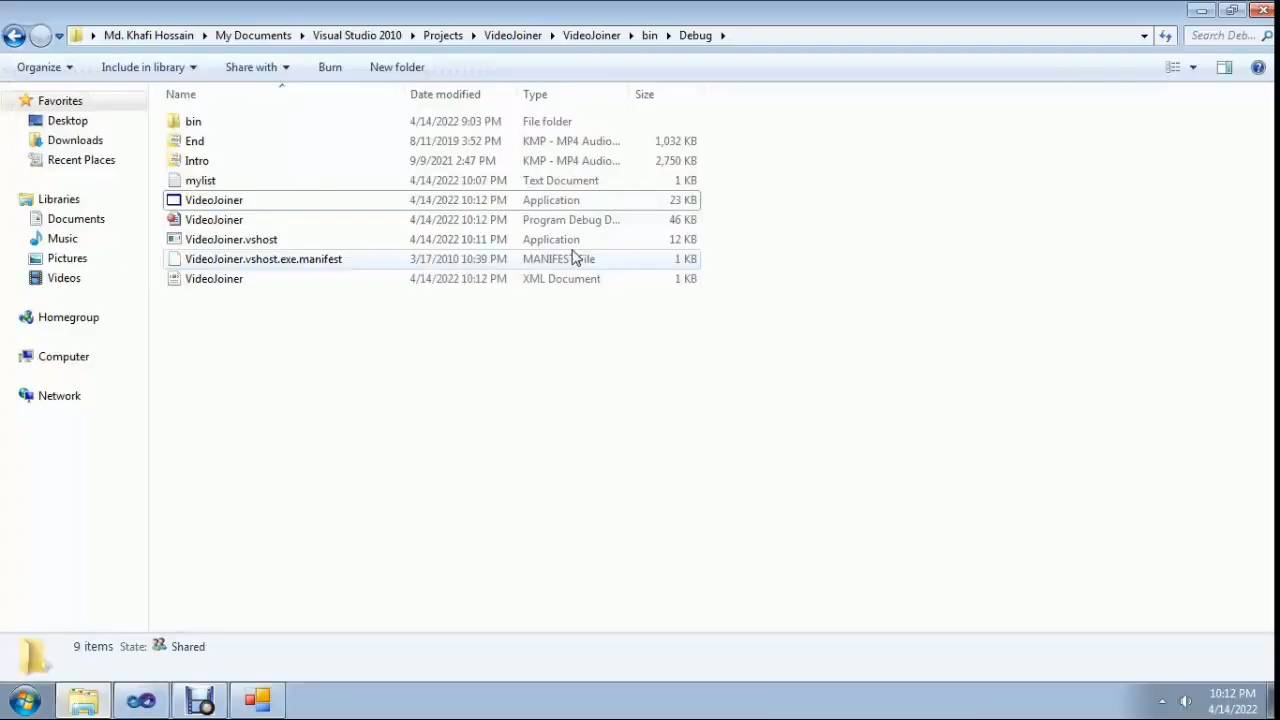 Md. Khafi Hossain My Documents Visual Studio 2010 Projects VideoJoiner VideoJoiner bin Debug Search Deb...
Organize Include in library Share with Burn New folder
Favorites
Desktop
Downloads
Recent Places
Libraries
Documents
Music
Pictures
Videos
Homegroup
Computer
Network
Name Date modified Type Size
bin 4/14/2022 9:03 PM File folder
End 8/11/2019 3:52 PM KMP - MP4 Audio... 1,032 KB
Intro 9/9/2021 2:47 PM KMP - MP4 Audio... 2,750 KB
mylist 4/14/2022 10:07 PM Text Document 1 KB
VideoJoiner 4/14/2022 10:12 PM Application 23 KB
VideoJoiner 4/14/2022 10:12 PM Program Debug D... 46 KB
VideoJoiner.vshost 4/14/2022 10:11 PM Application 12 KB
VideoJoiner.vshost.exe.manifest 3/17/2010 10:39 PM MANIFEST File 1 KB
VideoJoiner 4/14/2022 10:12 PM XML Document 1 KB
9 items State: Shared
10:12 PM
4/14/2022